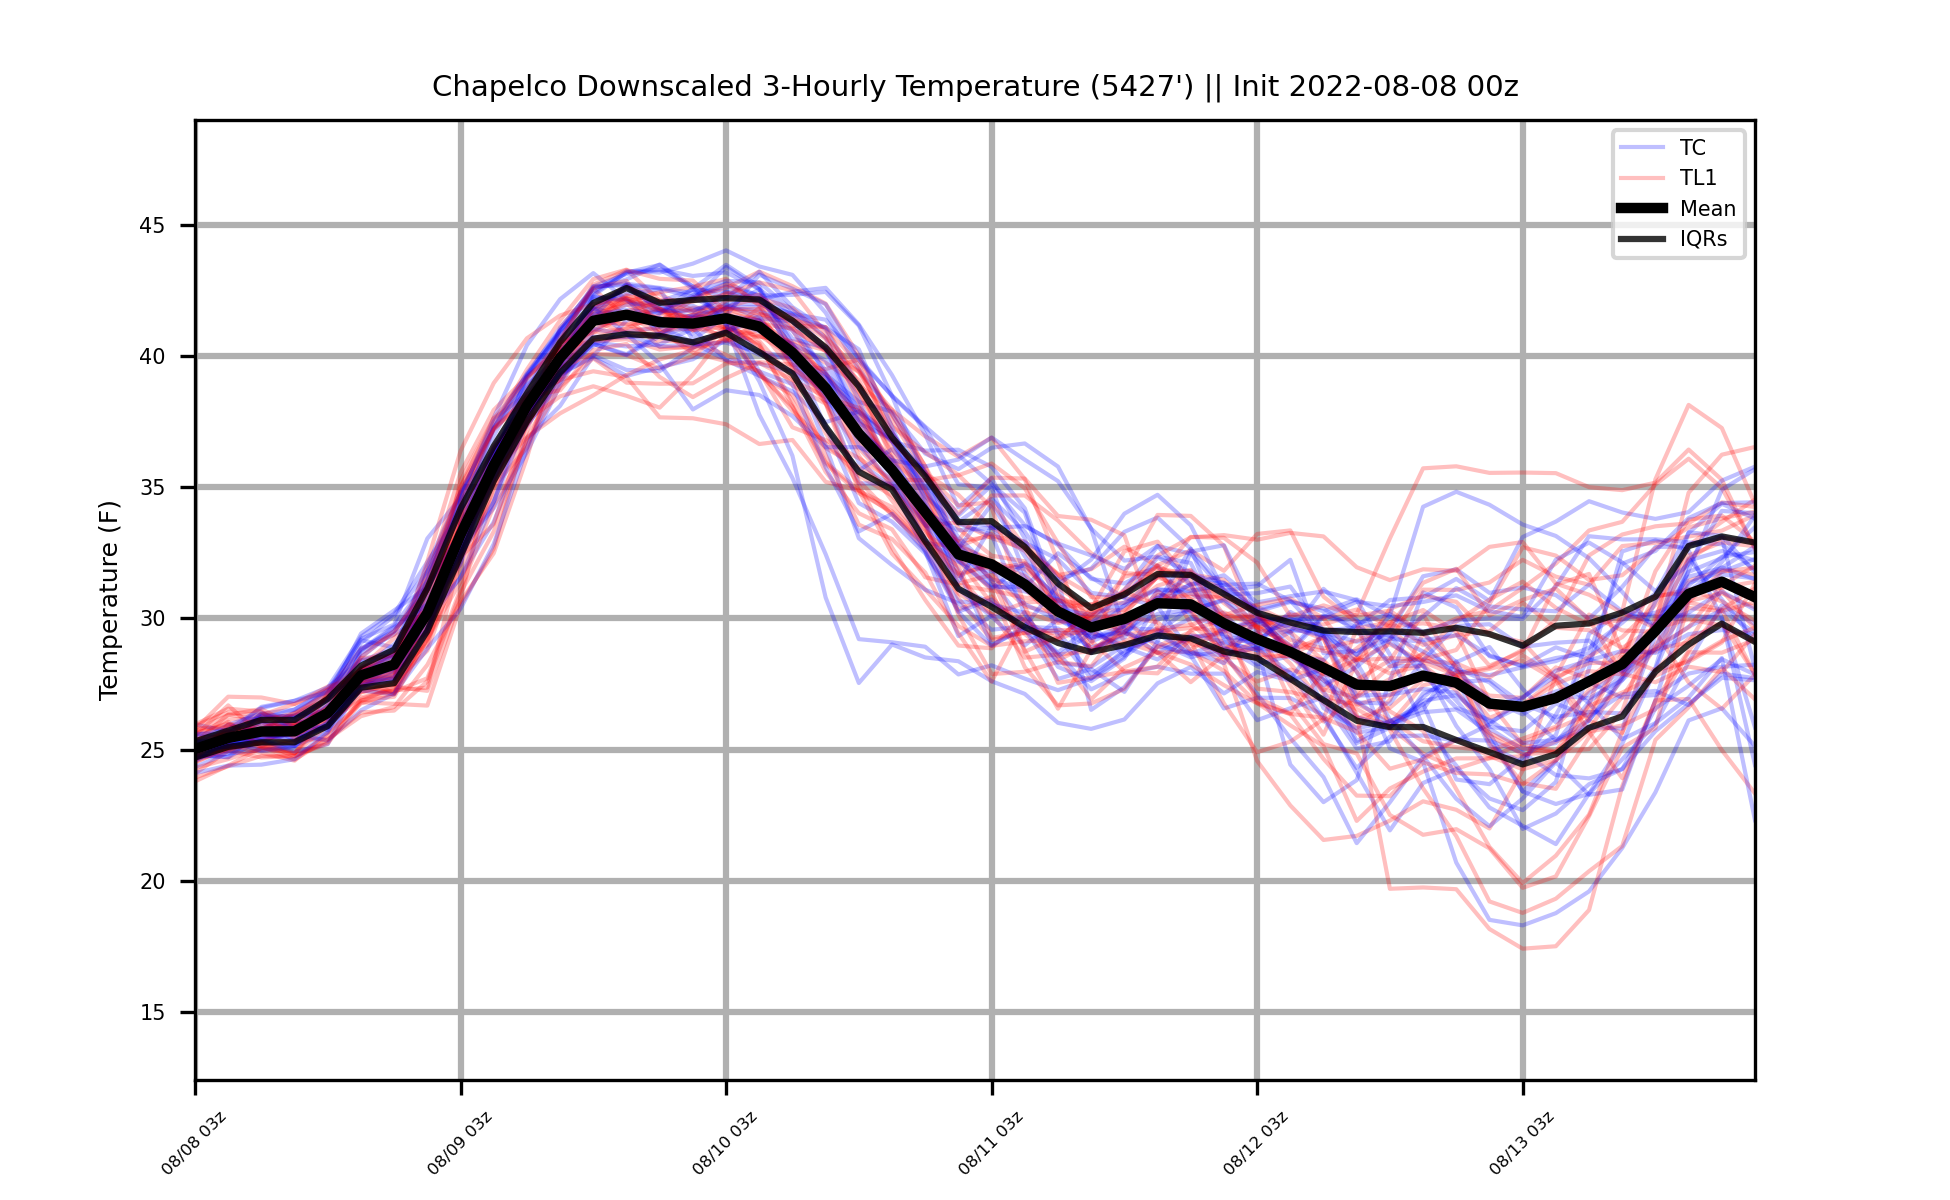 Chapelco Downscaled 3-Hourly Temperature (5427') || Init 2022-08-08 00z
TC
TL1
Mean
IQRs
Temperature (F)
45
40
35
30
25
20
15
08/08 03z
08/09 03z
08/10 03z
08/11 03z
08/12 03z
08/13 03z